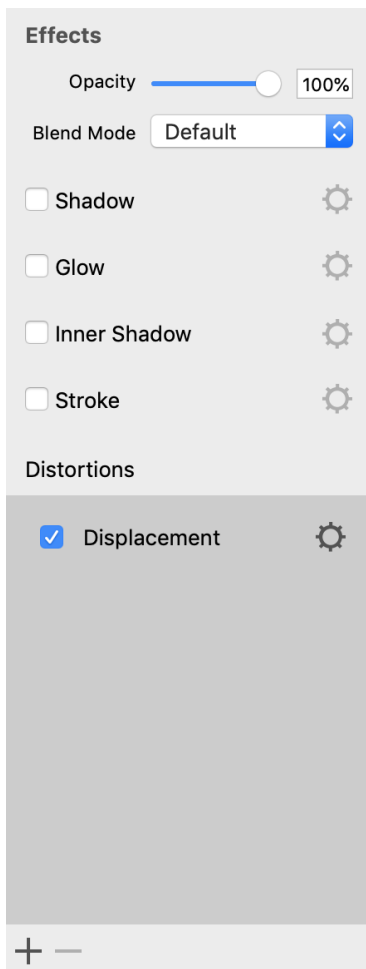 Effects
Opacity 100%
Blend Mode Default
Shadow
Glow
Inner Shadow
Stroke
Distortions
Displacement